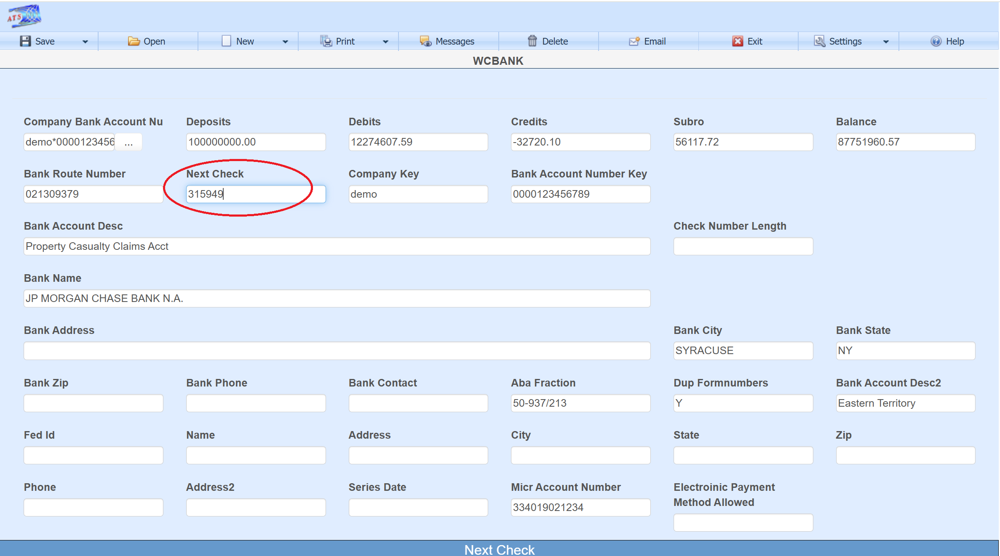 ATS
Save Open New Print Messages Delete Email Exit Settings Help
WCBANK
Company Bank Account Nu Deposits Debits Credits Subro Balance
demo*0000123456 ... 100000000.00 12274607.59 -32720.10 56117.72 87751960.57
Bank Route Number Next Check Company Key Bank Account Number Key
021309379 315949 demo 0000123456789
Bank Account Desc Check Number Length
Property Casualty Claims Acct
Bank Name
JP MORGAN CHASE BANK N.A.
Bank Address Bank City Bank State
SYRACUSE NY
Bank Zip Bank Phone Bank Contact Aba Fraction Dup Formnumbers Bank Account Desc2
50-937/213 Y Eastern Territory
Fed Id Name Address City State Zip
Phone Address2 Series Date Micr Account Number Electroinic Payment
Method Allowed
334019021234
Next Check